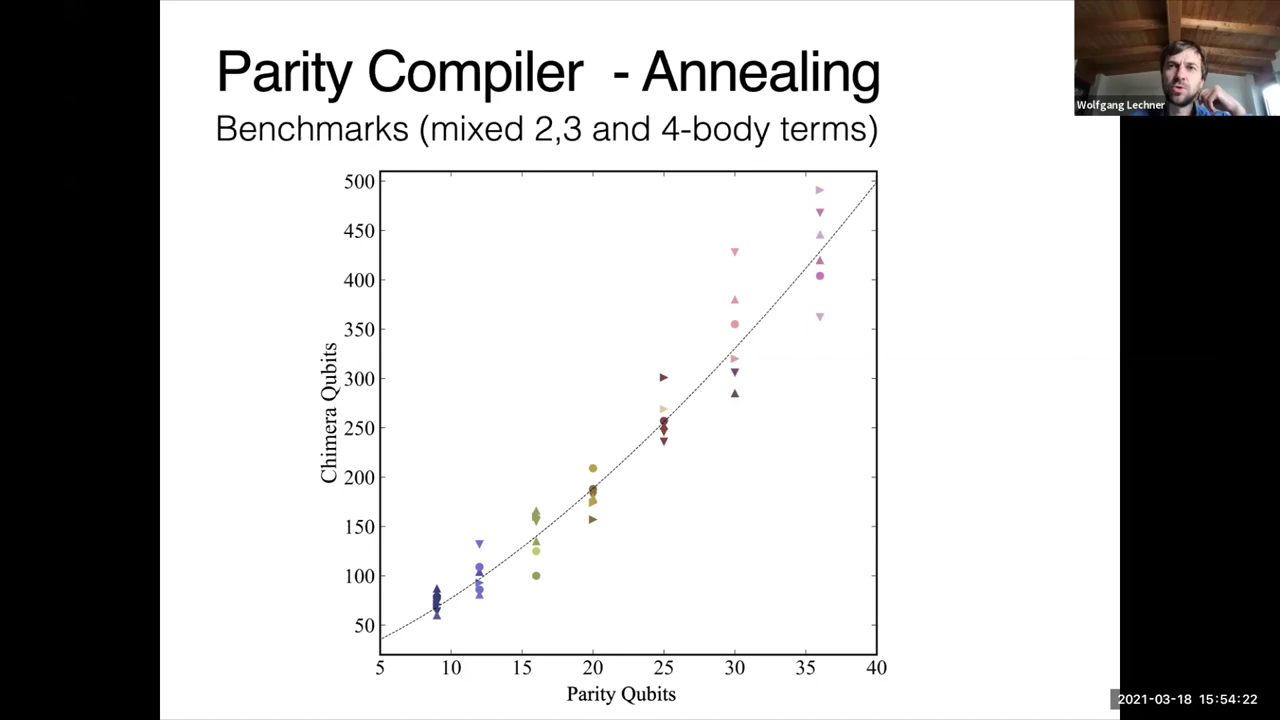 Parity Compiler - Annealing
Benchmarks (mixed 2,3 and 4-body terms)
Wolfgang Lechner
500
450
400
350
300
250
200
150
100
50
Chimera Qubits
5 10 15 20 25 30 35 40
Parity Qubits
2021-03-18 15:54:22